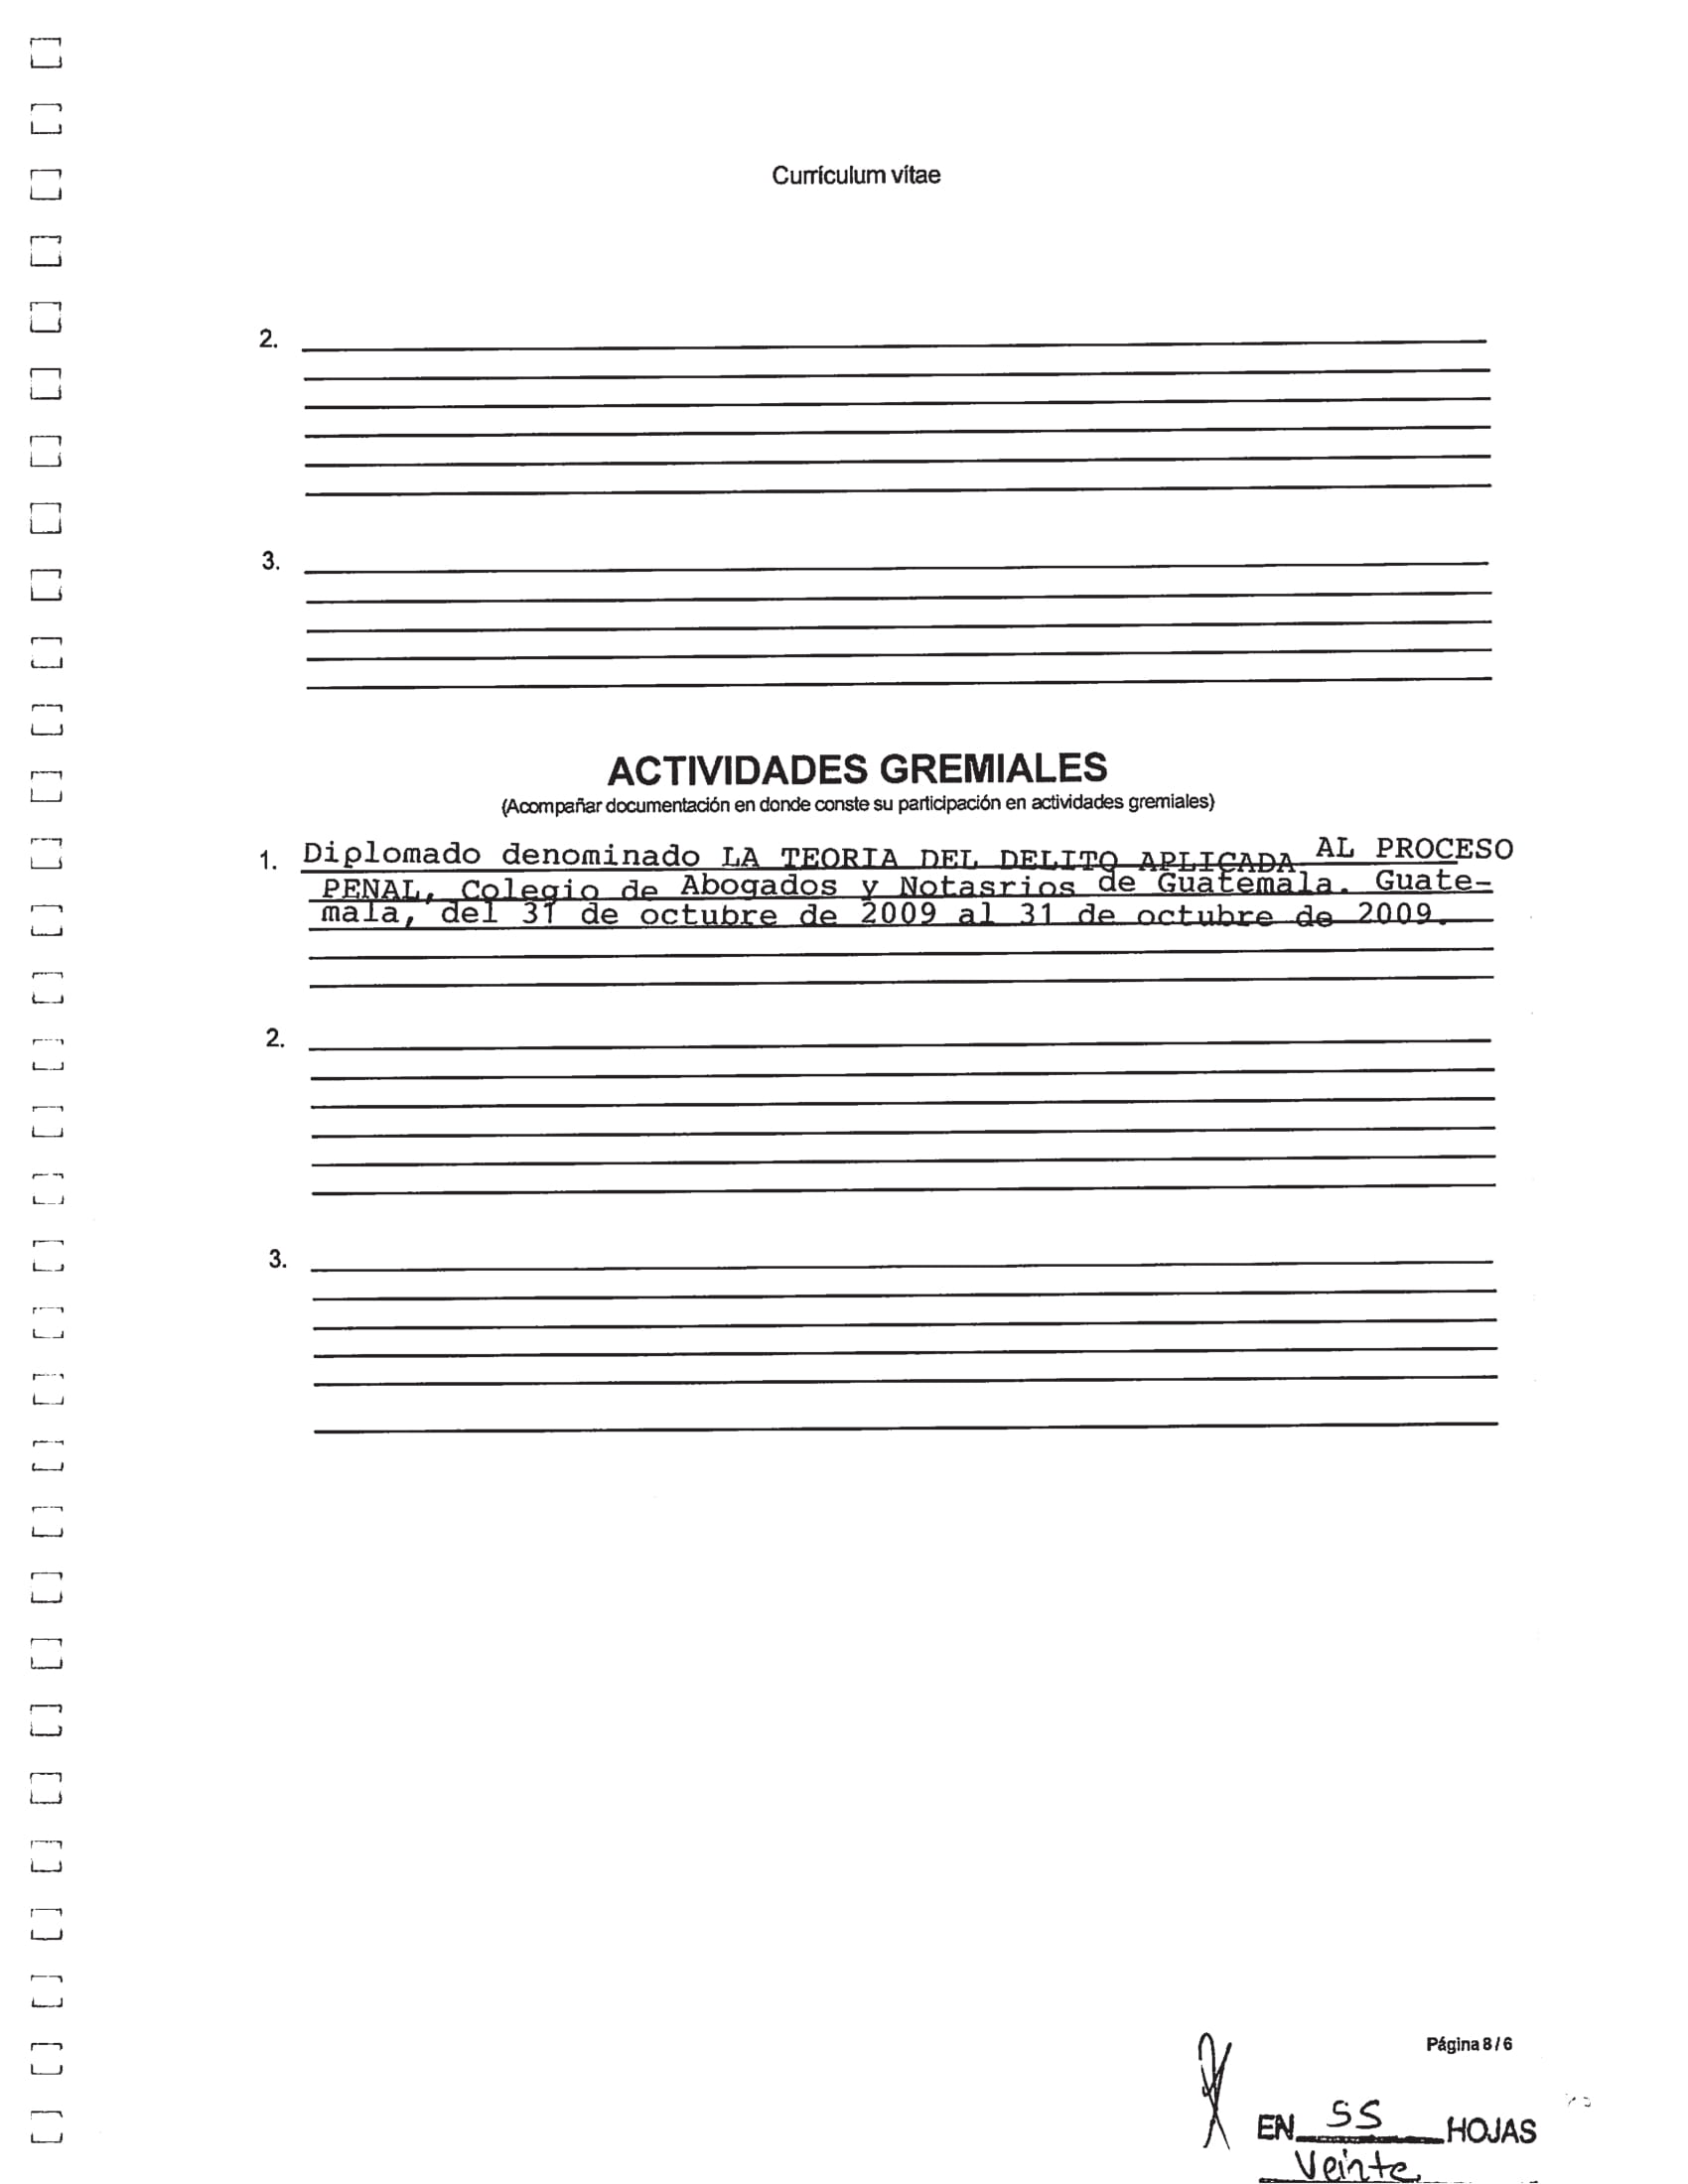 Currículum vítae
2.
3.
ACTIVIDADES GREMIALES
(Acompañar documentación en donde conste su participación en actividades gremiales)
1. Diplomado denominado LA TEORIA DEL DELITO APLICADA AL PROCESO
PENAL, Colegio de Abogados y Notasrios de Guatemala. Guate-
mala, del 31 de octubre de 2009 al 31 de octubre de 2009.
2.
3.
Página 8 / 6
EN 55 HOJAS
Veinte